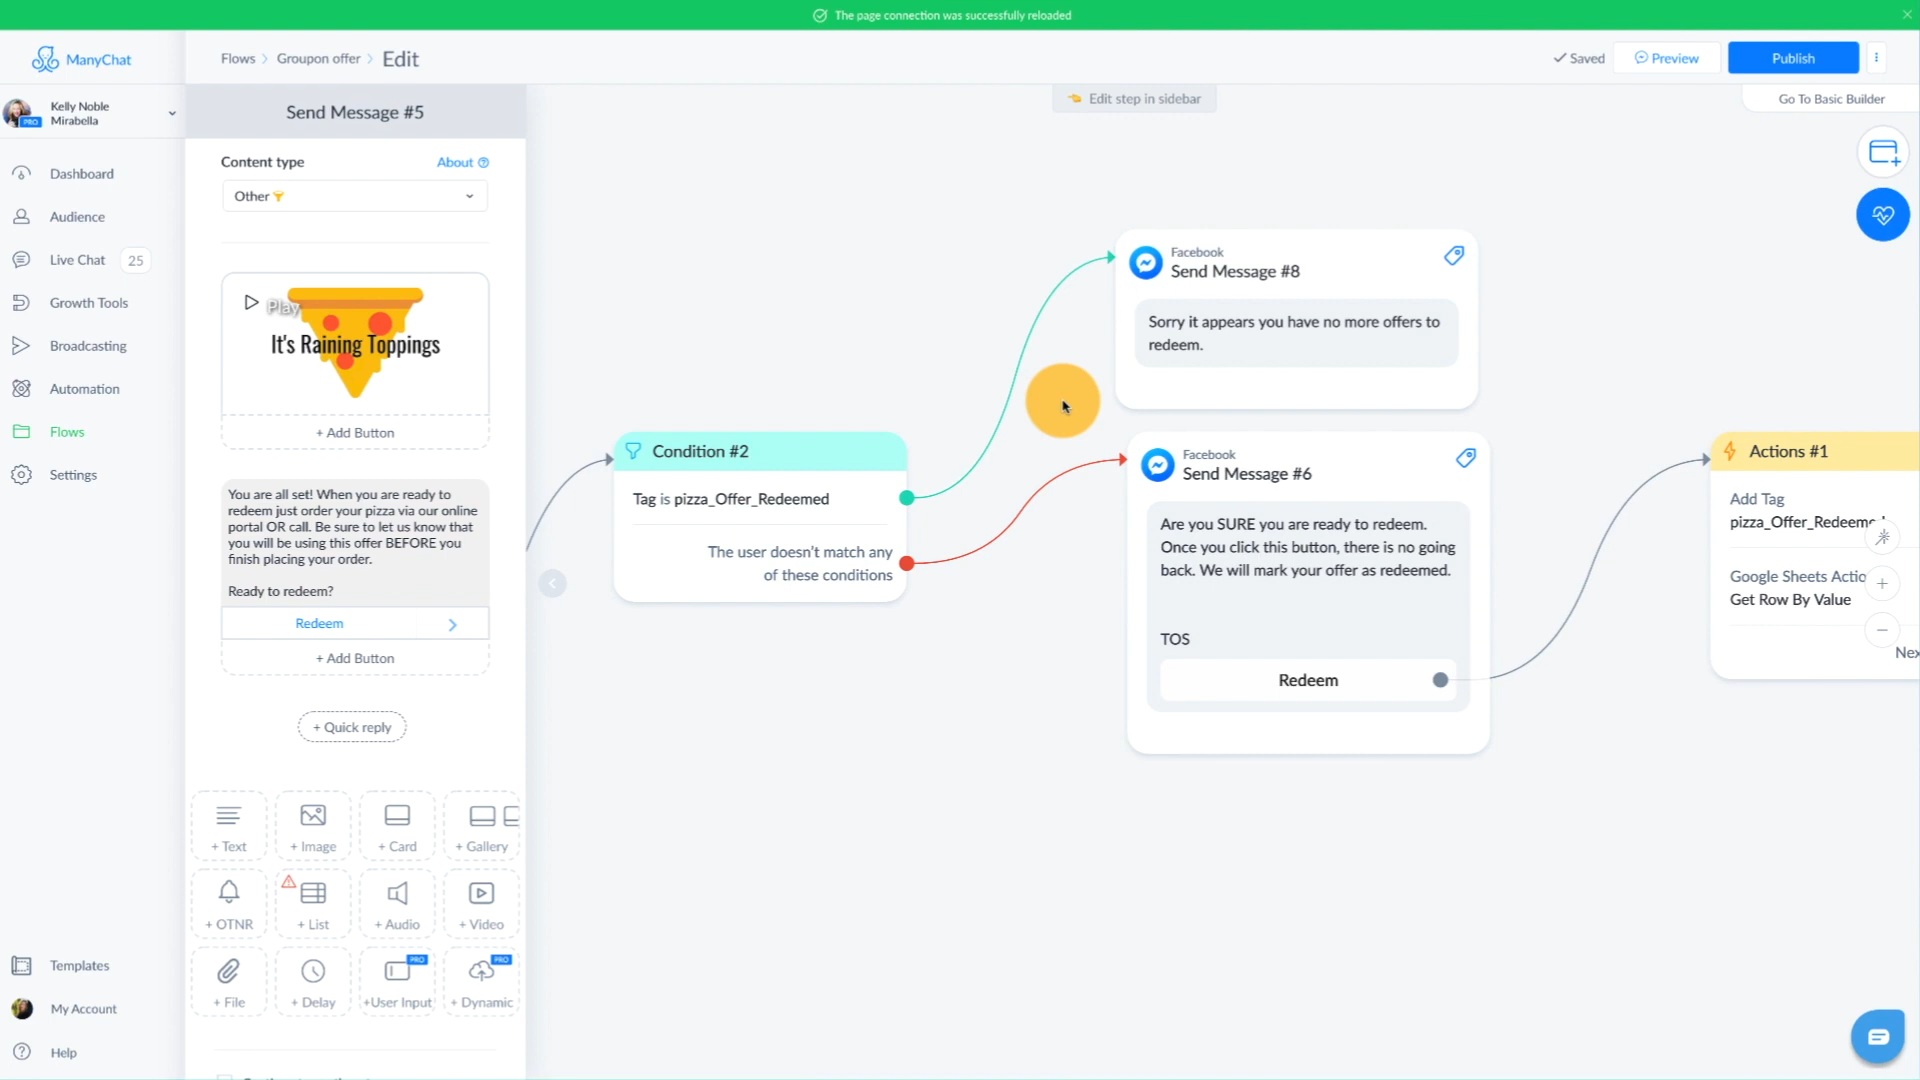 The page connection was successfully reloaded
ManyChat
Flows
Groupon offer
Edit
Saved
Preview
Publish
Kelly Noble
Mirabella
PRO
Send Message #5
Edit step in sidebar
Go To Basic Builder
Dashboard
Audience
Live Chat 25
Growth Tools
Broadcasting
Automation
Flows
Settings
Templates
My Account
Help
Content type
About
Other
Play
It's Raining Toppings
+ Add Button
You are all set! When you are ready to
redeem just order your pizza via our online
portal OR call. Be sure to let us know that
you will be using this offer BEFORE you
finish placing your order.
Ready to redeem?
Redeem
+ Add Button
+ Quick reply
+ Text
+ Image
+ Card
+ Gallery
+ OTNR
+ List
+ Audio
+ Video
PRO
PRO
+ File
+ Delay
+User Input
+ Dynamic
Condition #2
Tag is pizza_Offer_Redeemed
The user doesn't match any
of these conditions
Facebook
Send Message #8
Sorry it appears you have no more offers to
redeem.
Facebook
Send Message #6
Are you SURE you are ready to redeem.
Once you click this button, there is no going
back. We will mark your offer as redeemed.
TOS
Redeem
Actions #1
Add Tag
pizza_Offer_Redeeme
Google Sheets Actio
Get Row By Value
Nex